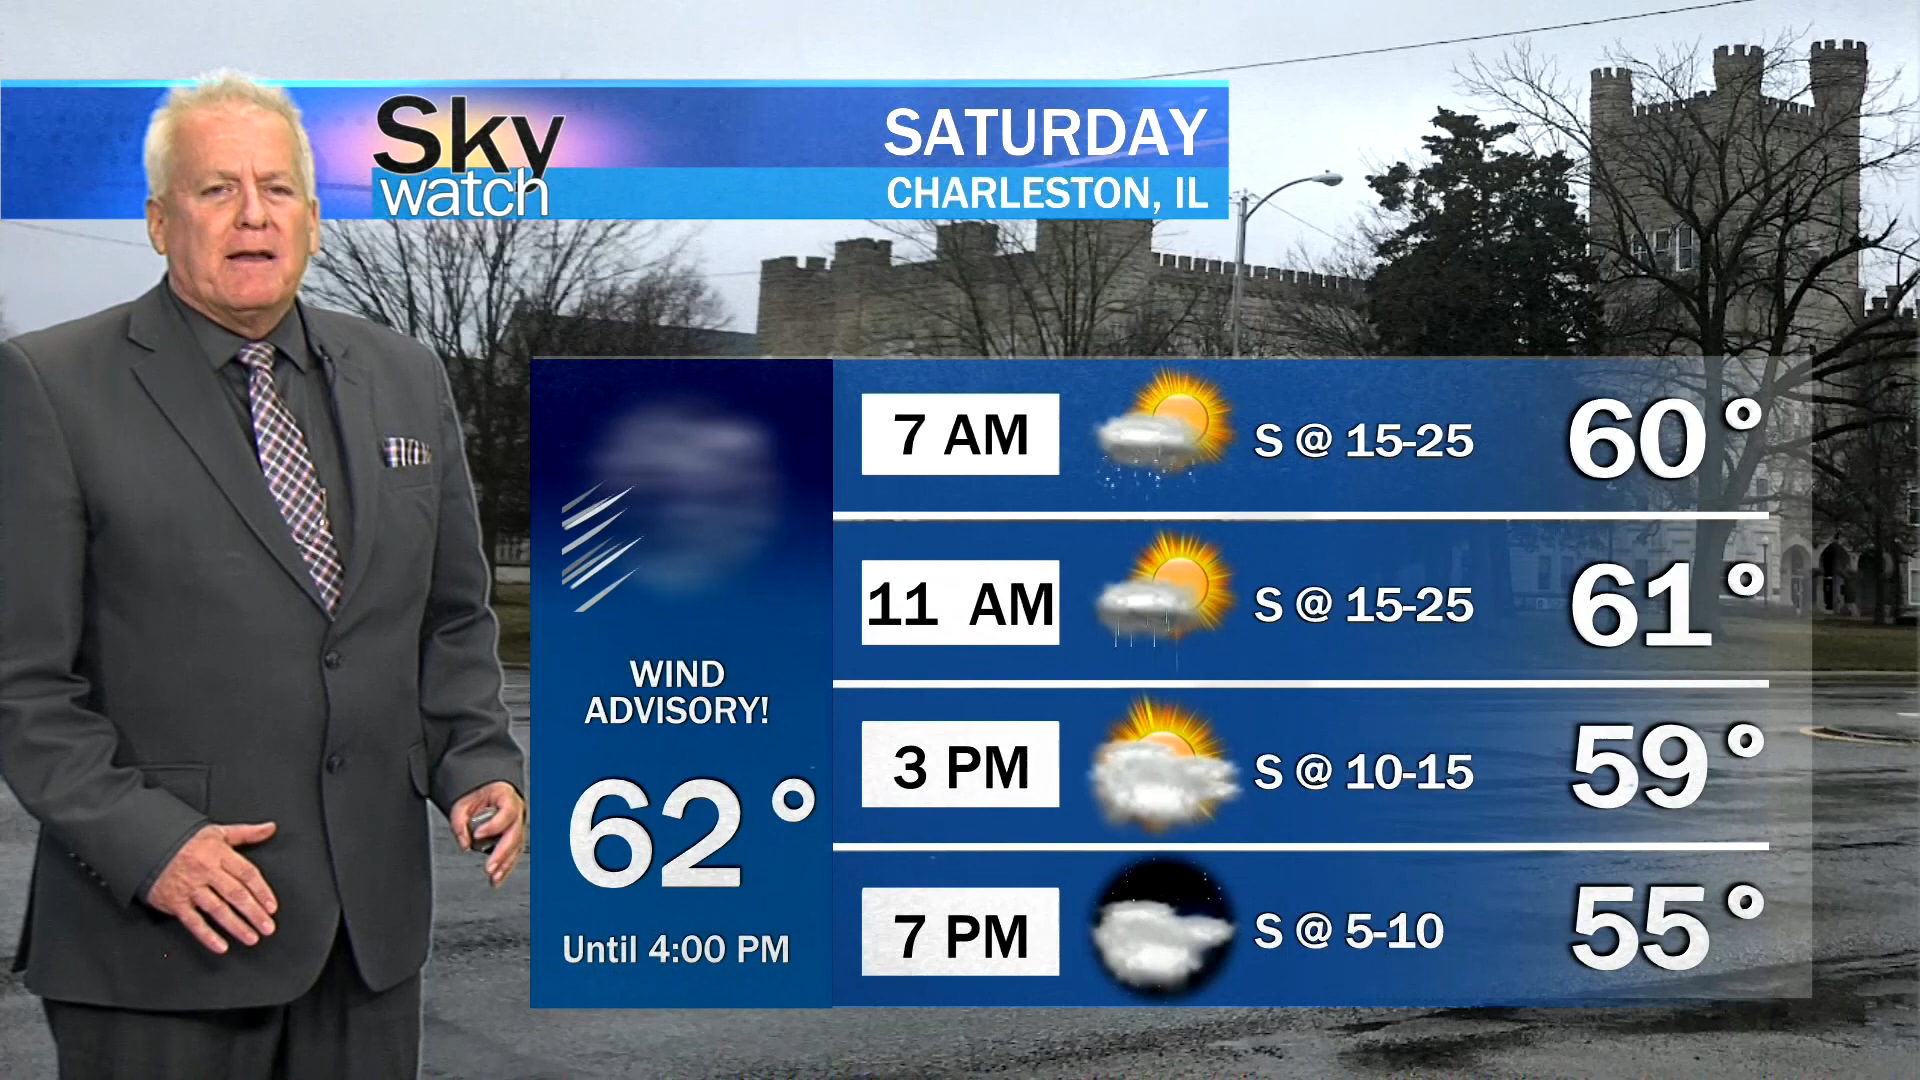 Sky
watch
SATURDAY
CHARLESTON, IL
WIND
ADVISORY!
62°
Until 4:00 PM
7 AM S @ 15-25 60°
11 AM S @ 15-25 61°
3 PM S @ 10-15 59°
7 PM S @ 5-10 55°